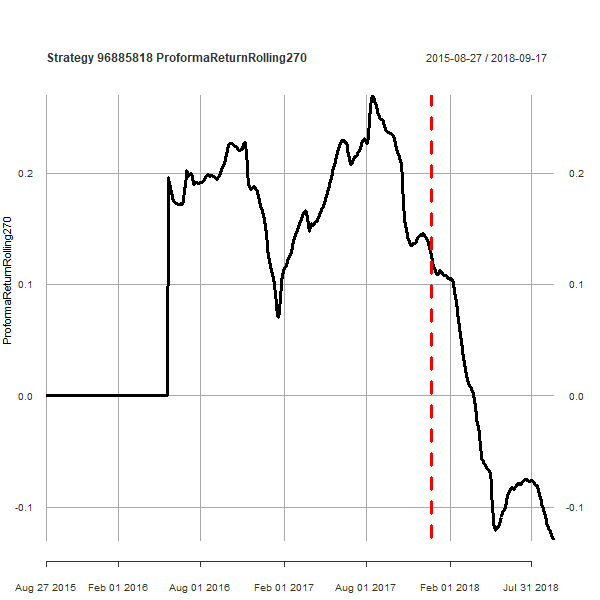 Strategy 96885818 ProformaReturnRolling270
2015-08-27 / 2018-09-17
ProformaReturnRolling270
0.2
0.2
0.1
0.1
0.0
0.0
-0.1
-0.1
Aug 27 2015
Feb 01 2016
Aug 01 2016
Feb 01 2017
Aug 01 2017
Feb 01 2018
Jul 31 2018